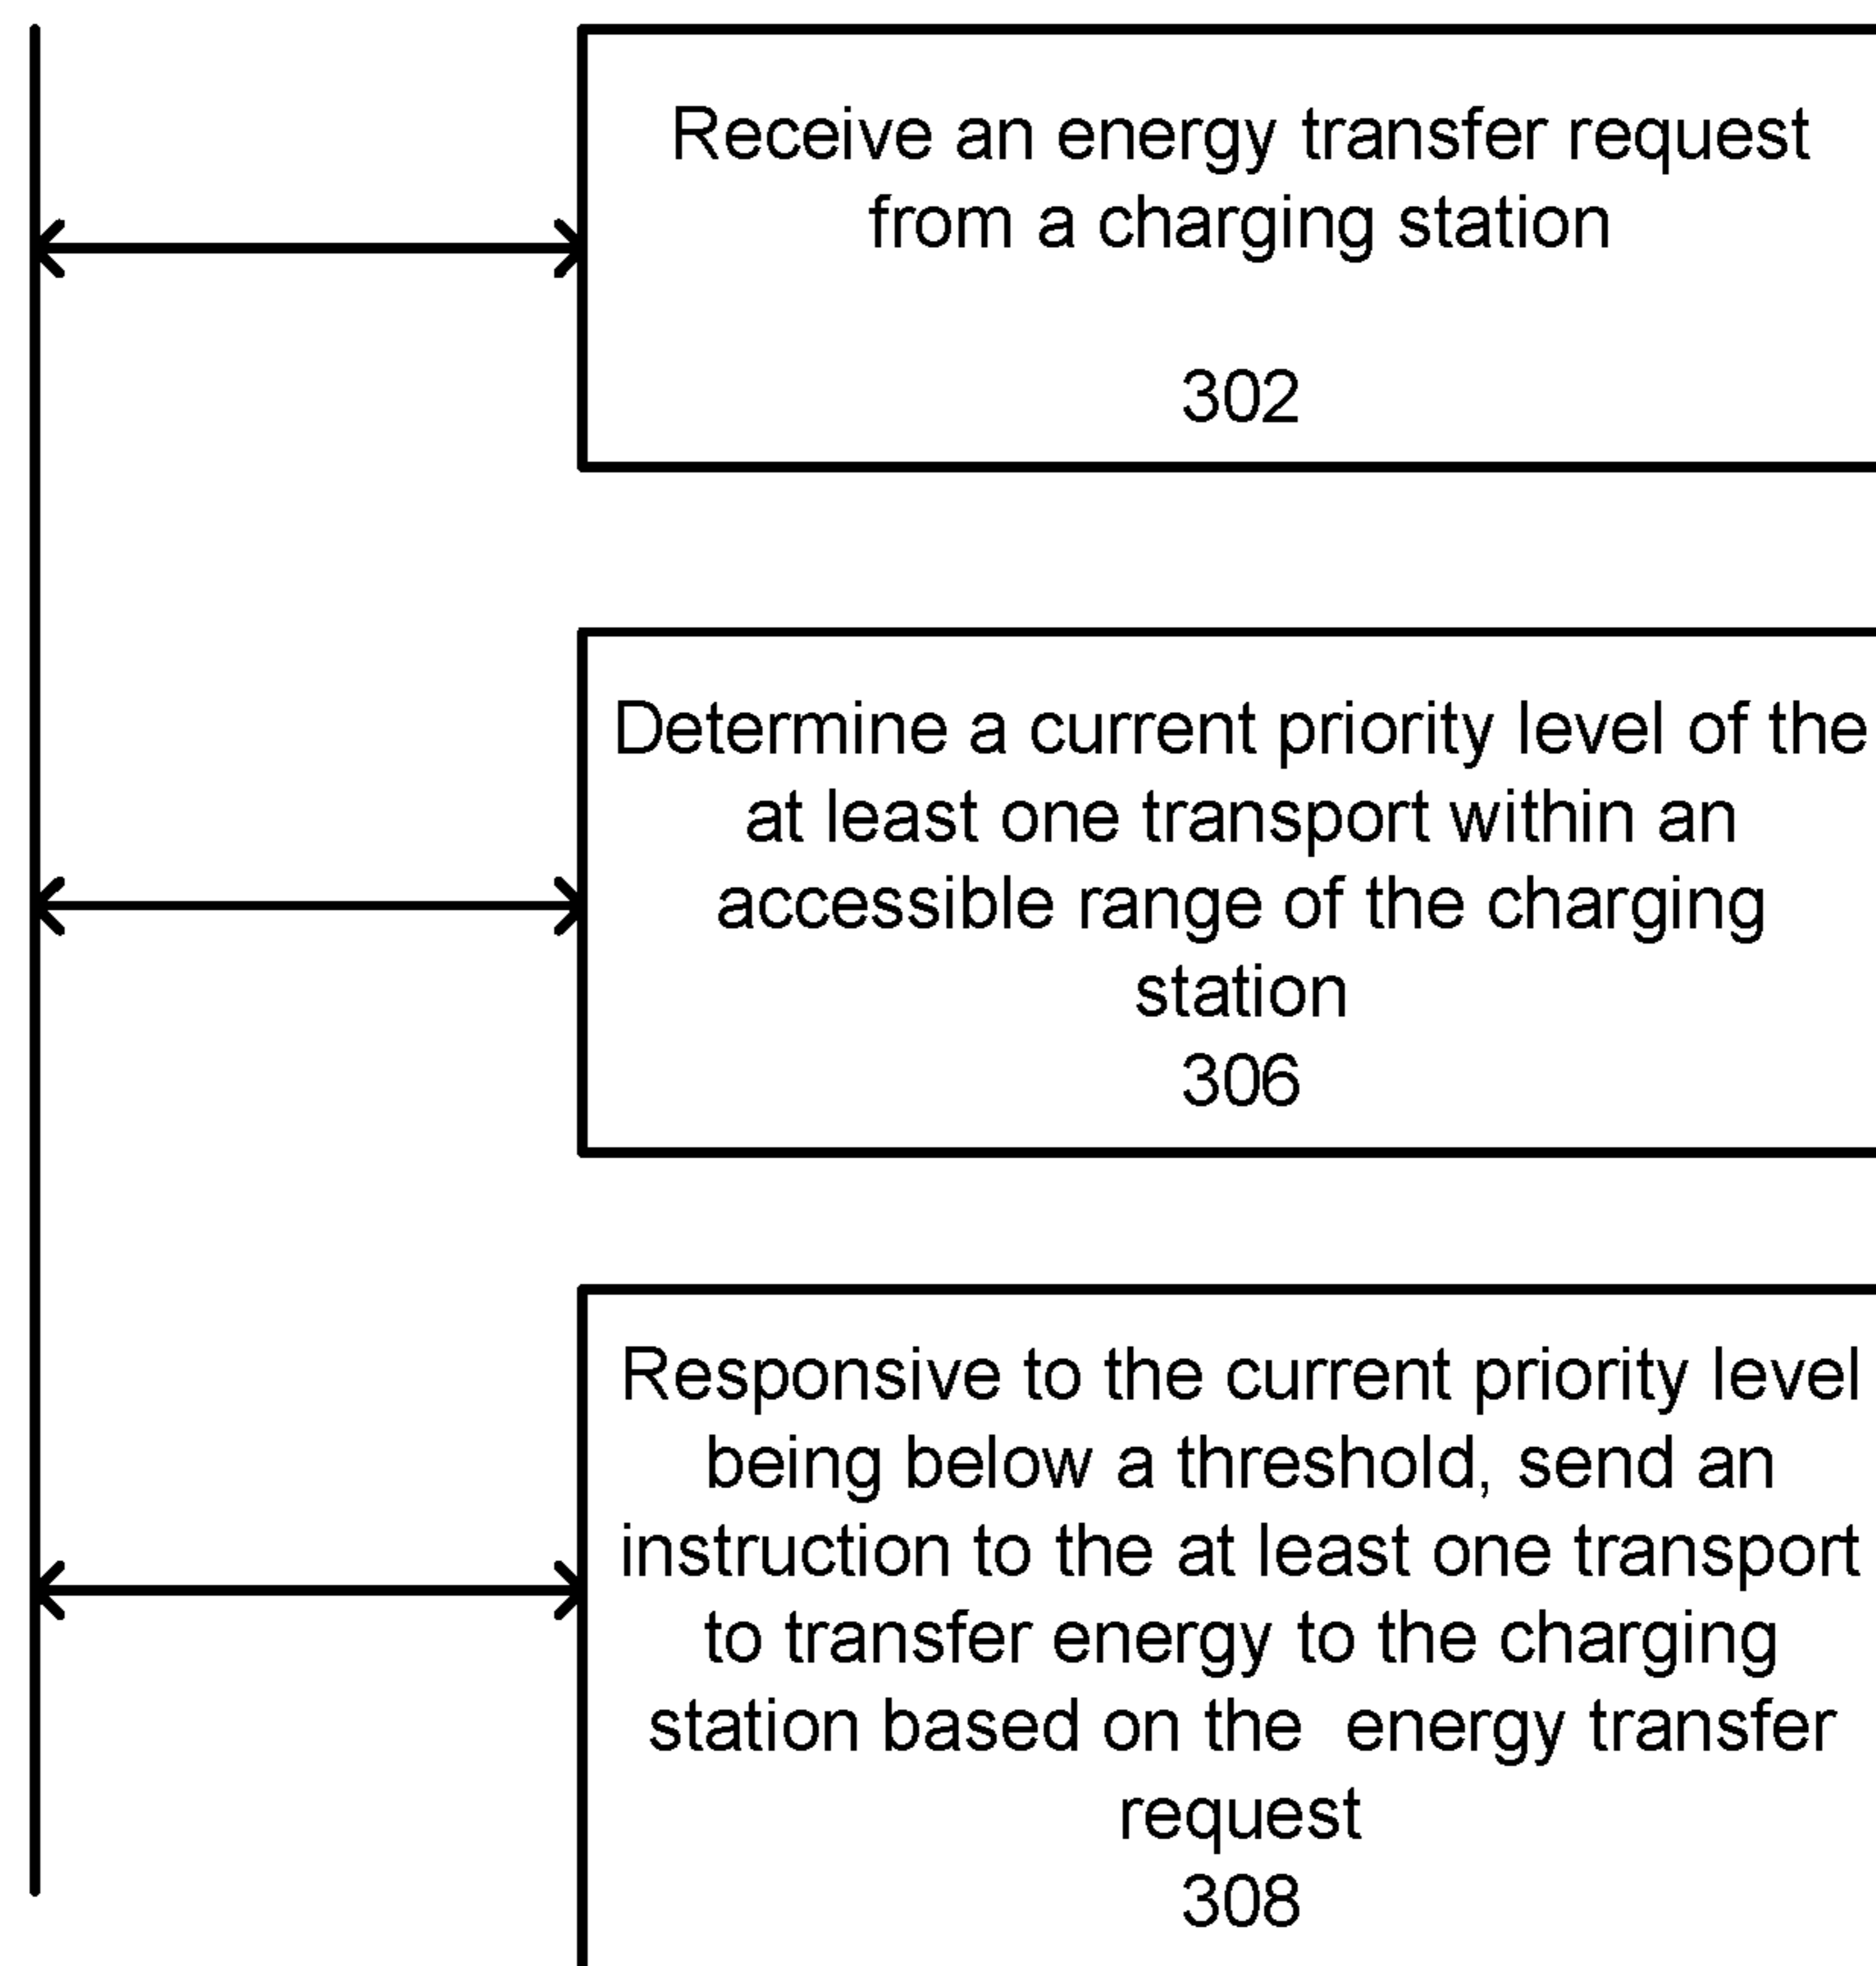 Receive an energy transfer request
from a charging station
302
Determine a current priority level of the
at least one transport within an
accessible range of the charging
station
306
Responsive to the current priority level
being below a threshold, send an
instruction to the at least one transport
to transfer energy to the charging
station based on the  energy transfer
request
308